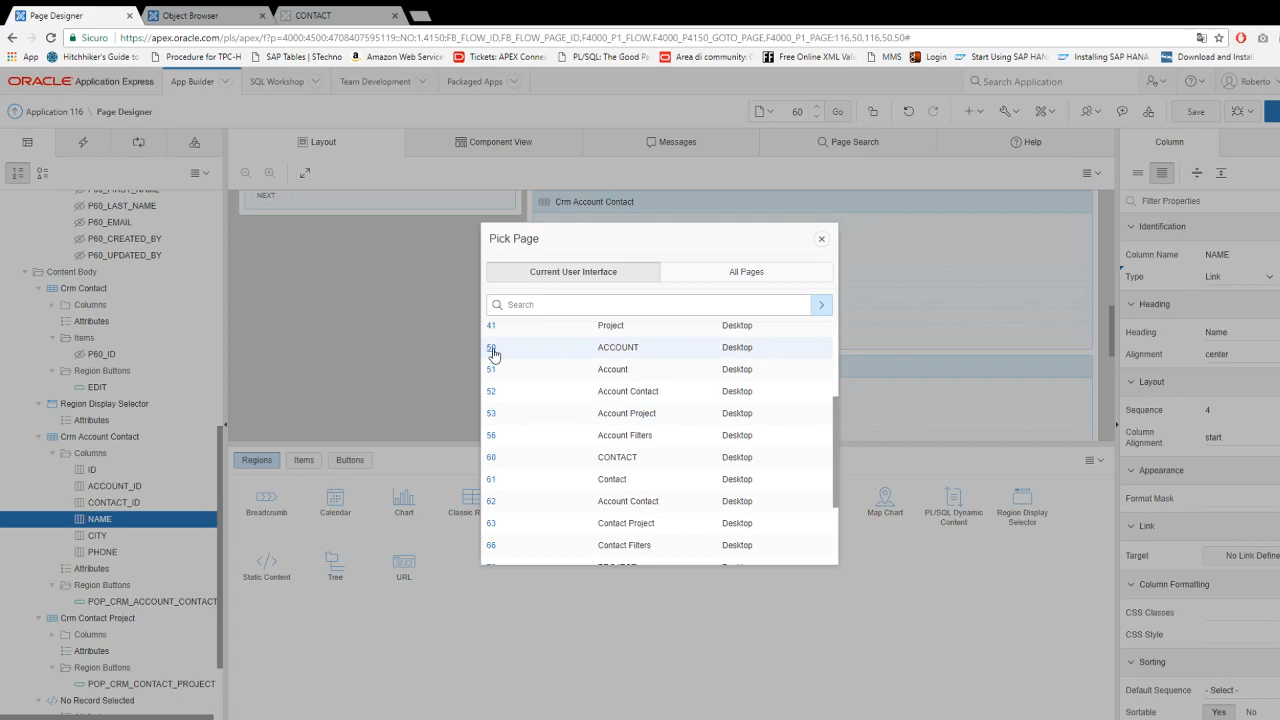 Page Designer
Object Browser
CONTACT
Sicuro
https://apex.oracle.com/pls/apex/f?p=4000:4500:4708407595119:NO:1,4150:FB_FLOW_ID,FB_FLOW_PAGE_ID,F4000_P1_FLOW,F4000_P4150_GOTO_PAGE,F4000_P1_PAGE:116,50,116,50,50#
App
Hitchhiker's Guide to
Procedure for TPC-H
SAP Tables | STechno
Amazon Web Service
Tickets: APEX Connec
PL/SQL: The Good Pa
Area di community: O
Free Online XML Vali
MMS
Login
Start Using SAP HAN
Installing SAP HANA
Download and Install
ORACLE Application Express
App Builder
SQL Workshop
Team Development
Packaged Apps
Search Application
Roberto
Application 116
Page Designer
60
Go
Save
Layout
Component View
Messages
Page Search
Help
Column
P60_FIRST_NAME
P60_LAST_NAME
P60_EMAIL
P60_CREATED_BY
P60_UPDATED_BY
Content Body
Crm Contact
Columns
Attributes
Items
P60_ID
Region Buttons
EDIT
Region Display Selector
Attributes
Crm Account Contact
Columns
ID
ACCOUNT_ID
CONTACT_ID
NAME
CITY
PHONE
Attributes
Region Buttons
POP_CRM_ACCOUNT_CONTACT
Crm Contact Project
Columns
Attributes
Region Buttons
POP_CRM_CONTACT_PROJECT
No Record Selected
NEXT
Crm Account Contact
Pick Page
Current User Interface
All Pages
Search
41 Project Desktop
50 ACCOUNT Desktop
51 Account Desktop
52 Account Contact Desktop
53 Account Project Desktop
56 Account Filters Desktop
60 CONTACT Desktop
61 Contact Desktop
62 Account Contact Desktop
63 Contact Project Desktop
66 Contact Filters Desktop
Regions
Items
Buttons
Breadcrumb
Calendar
Chart
Classic R
Map Chart
PL/SQL Dynamic Content
Region Display Selector
Static Content
Tree
URL
Filter Properties
Identification
Column Name NAME
Type Link
Heading
Heading Name
Alignment center
Layout
Sequence 4
Column Alignment start
Appearance
Format Mask
Link
Target No Link Define
Column Formatting
CSS Classes
CSS Style
Sorting
Default Sequence - Select -
Sortable Yes No